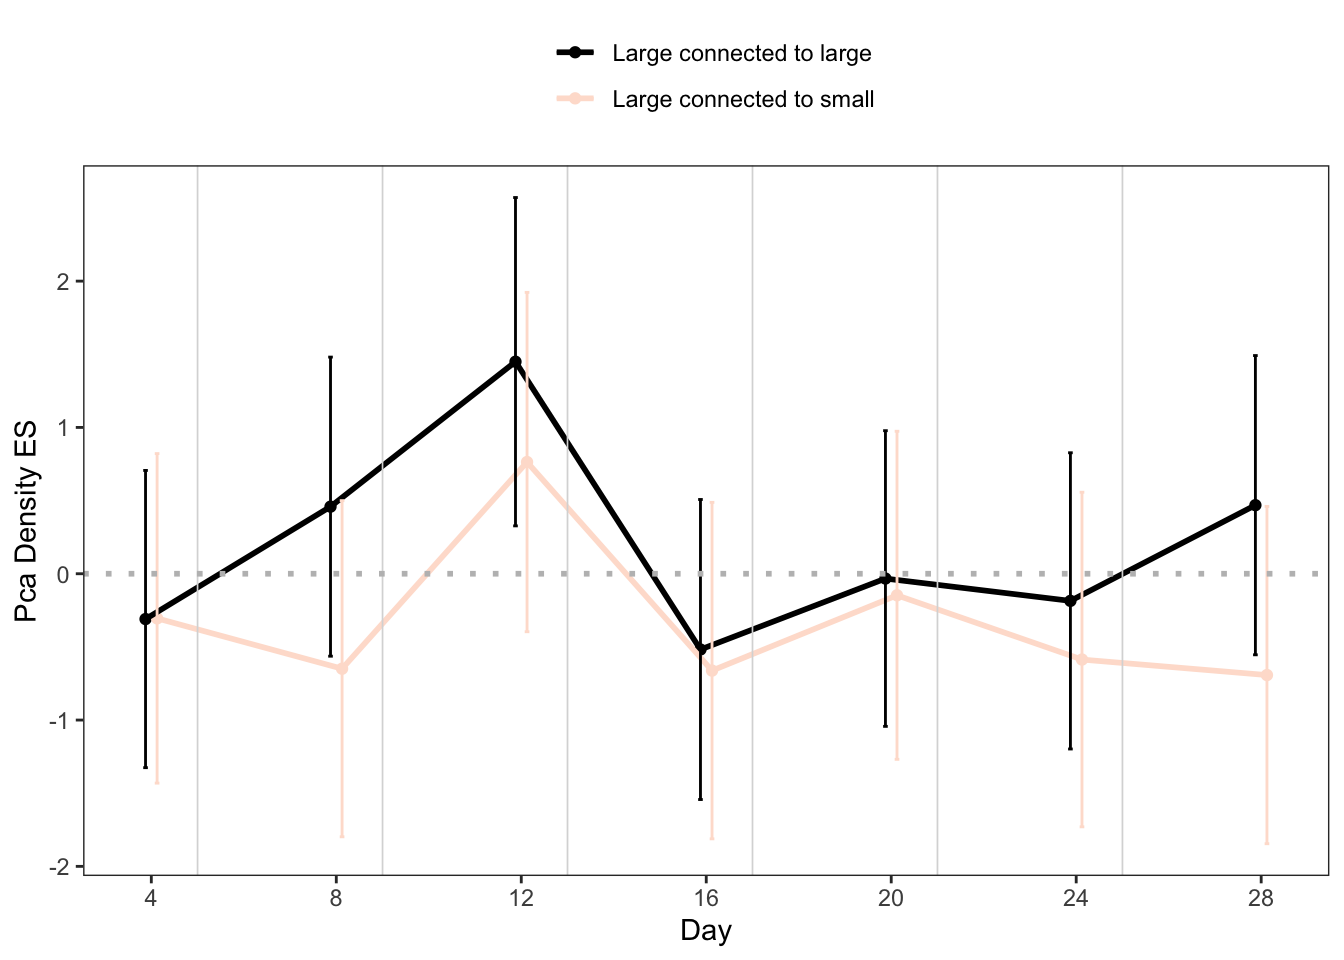 Large connected to large
Large connected to small
Pca Density ES
2
1
0
-1
-2
4 8 12 16 20 24 28
Day